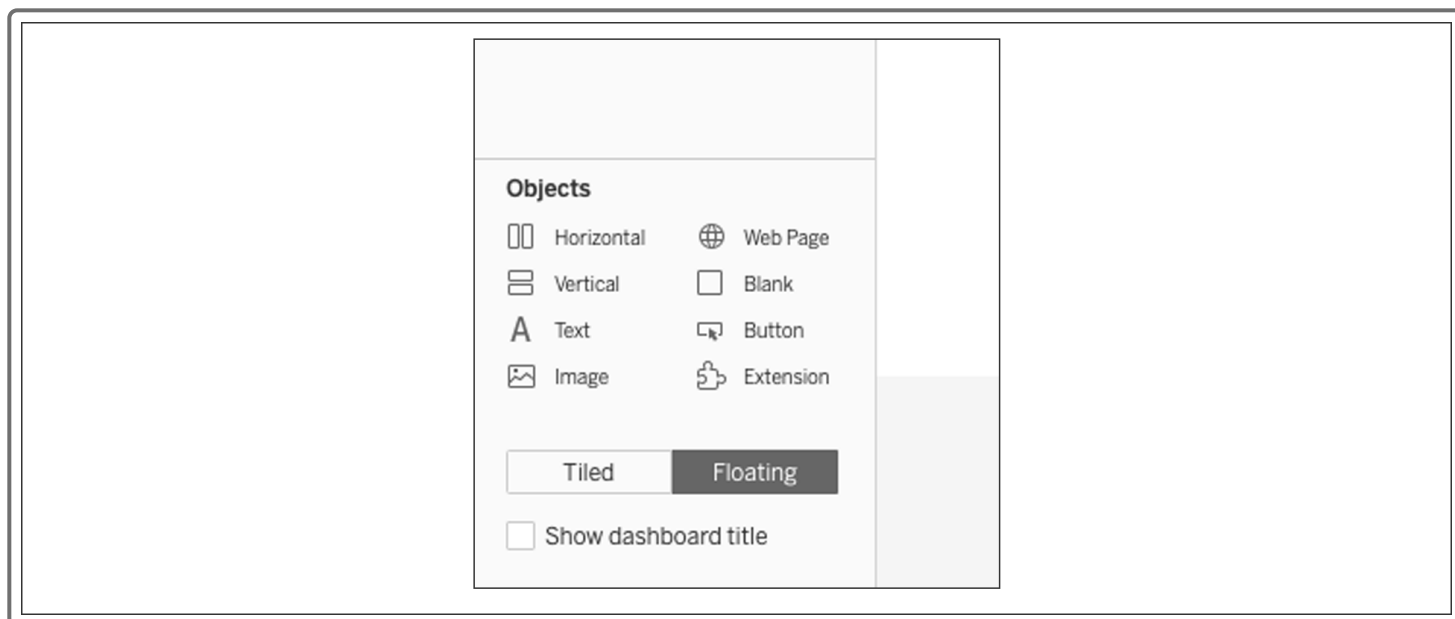 Objects
Horizontal Web Page
Vertical Blank
Text Button
Image Extension
Tiled Floating
Show dashboard title